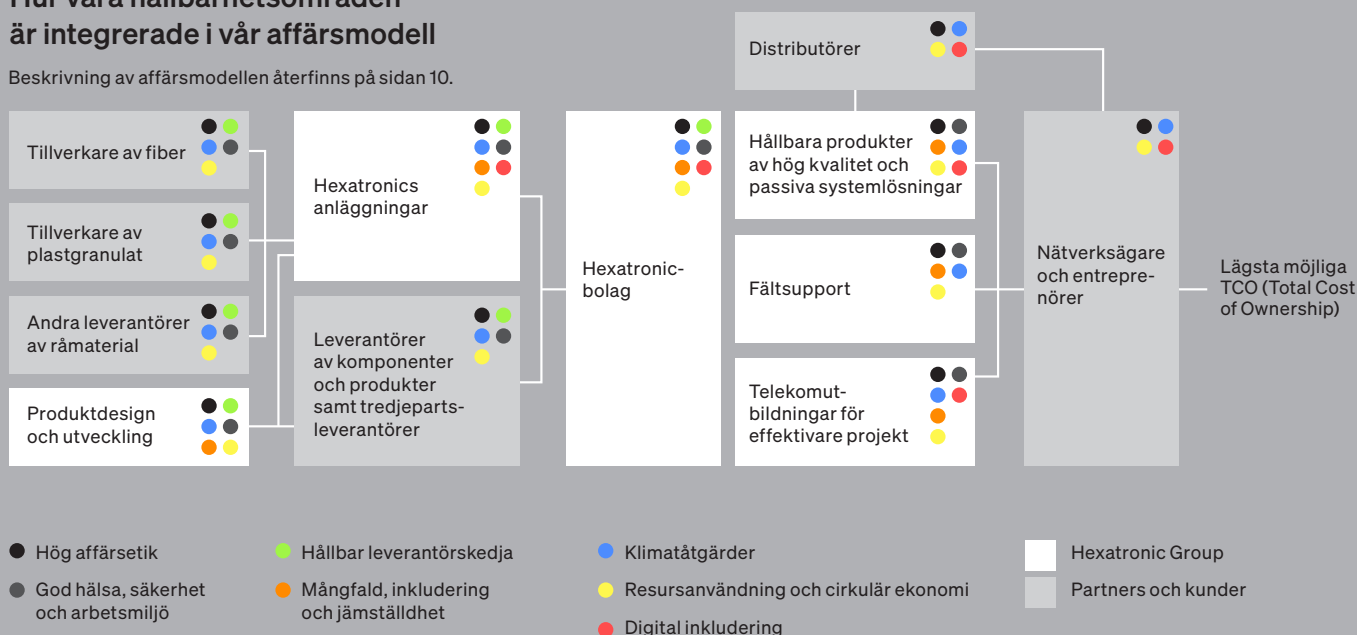 Hur våra hållbarhetsområden
är integrerade i vår affärsmodell
Beskrivning av affärsmodellen återfinns på sidan 10.
Tillverkare av fiber
Tillverkare av
plastgranulat
Andra leverantörer
av råmaterial
Produktdesign
och utveckling
Hexatronics
anläggningar
Leverantörer
av komponenter
och produkter
samt tredjeparts-
leverantörer
Hexatronic-
bolag
Distributörer
Hållbara produkter
av hög kvalitet och
passiva systemlösningar
Fältsupport
Telekomut-
bildningar för
effektivare projekt
Nätverksägare
och entrepre-
nörer
Lägsta möjliga
TCO (Total Cost
of Ownership)
Hög affärsetik
God hälsa, säkerhet
och arbetsmiljö
Hållbar leverantörskedja
Mångfald, inkludering
och jämställdhet
Klimatåtgärder
Resursanvändning och cirkulär ekonomi
Digital inkludering
Hexatronic Group
Partners och kunder